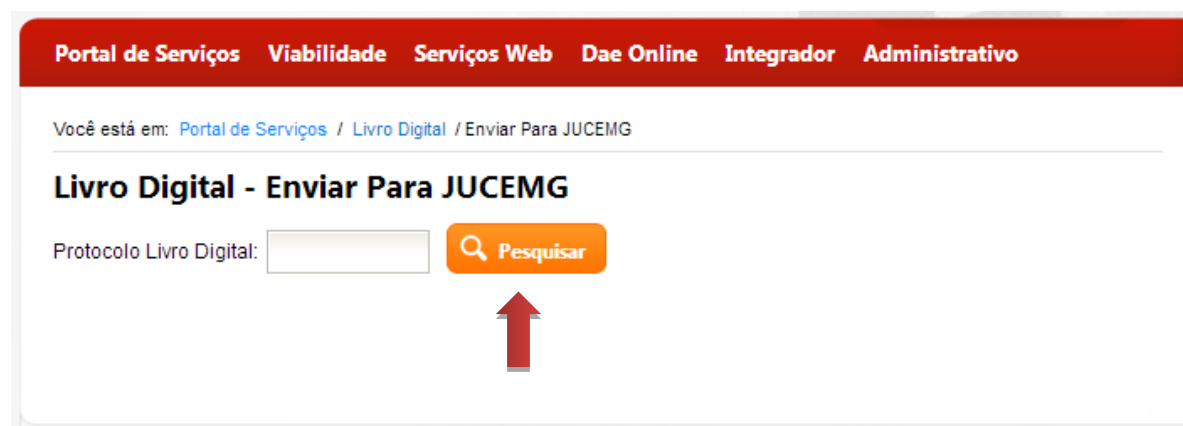 Portal de Serviços Viabilidade Serviços Web Dae Online Integrador Administrativo
Você está em: Portal de Serviços / Livro Digital / Enviar Para JUCEMG
Livro Digital - Enviar Para JUCEMG
Protocolo Livro Digital: Pesquisar